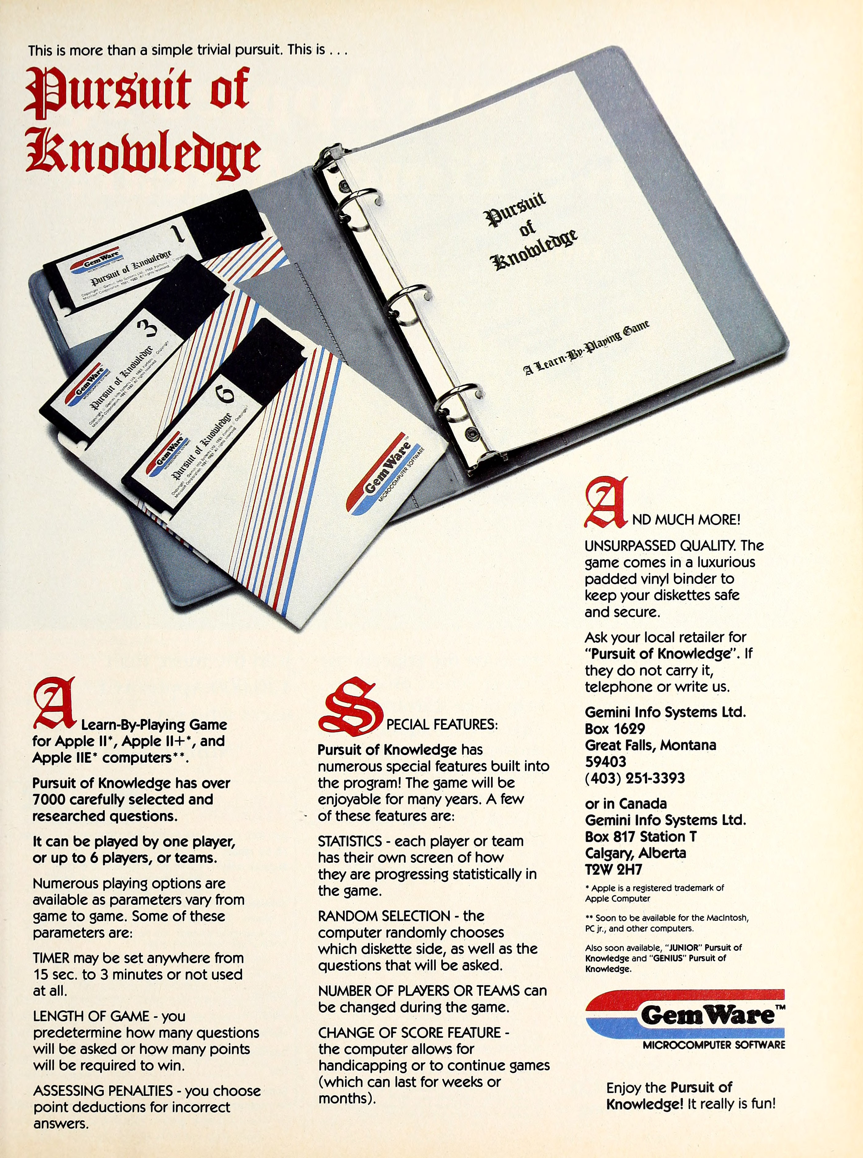 This is more than a simple trivial pursuit. This is . . .
Pursuit of
Knowledge
Pursuit
of
Knowledge
A Learn-By-Playing Game
1
GemWare
Pursuit of Knowledge
3
GemWare
Pursuit of Knowledge
6
GemWare
Pursuit of Knowledge
GemWare™
MICROCOMPUTER SOFTWARE
A Learn-By-Playing Game
for Apple II*, Apple II+*, and
Apple IIE* computers**.
Pursuit of Knowledge has over
7000 carefully selected and
researched questions.
It can be played by one player,
or up to 6 players, or teams.
Numerous playing options are
available as parameters vary from
game to game. Some of these
parameters are:
TIMER may be set anywhere from
15 sec. to 3 minutes or not used
at all.
LENGTH OF GAME - you
predetermine how many questions
will be asked or how many points
will be required to win.
ASSESSING PENALTIES - you choose
point deductions for incorrect
answers.
SPECIAL FEATURES:
Pursuit of Knowledge has
numerous special features built into
the program! The game will be
enjoyable for many years. A few
of these features are:
STATISTICS - each player or team
has their own screen of how
they are progressing statistically in
the game.
RANDOM SELECTION - the
computer randomly chooses
which diskette side, as well as the
questions that will be asked.
NUMBER OF PLAYERS OR TEAMS can
be changed during the game.
CHANGE OF SCORE FEATURE -
the computer allows for
handicapping or to continue games
(which can last for weeks or
months).
AND MUCH MORE!
UNSURPASSED QUALITY. The
game comes in a luxurious
padded vinyl binder to
keep your diskettes safe
and secure.
Ask your local retailer for
"Pursuit of Knowledge". If
they do not carry it,
telephone or write us.
Gemini Info Systems Ltd.
Box 1629
Great Falls, Montana
59403
(403) 251-3393
or in Canada
Gemini Info Systems Ltd.
Box 817 Station T
Calgary, Alberta
T2W 2H7
* Apple is a registered trademark of
Apple Computer
** Soon to be available for the MacIntosh,
PC jr., and other computers.
Also soon available, "JUNIOR" Pursuit of
Knowledge and "GENIUS" Pursuit of
Knowledge.
GemWare™
MICROCOMPUTER SOFTWARE
Enjoy the Pursuit of
Knowledge! It really is fun!